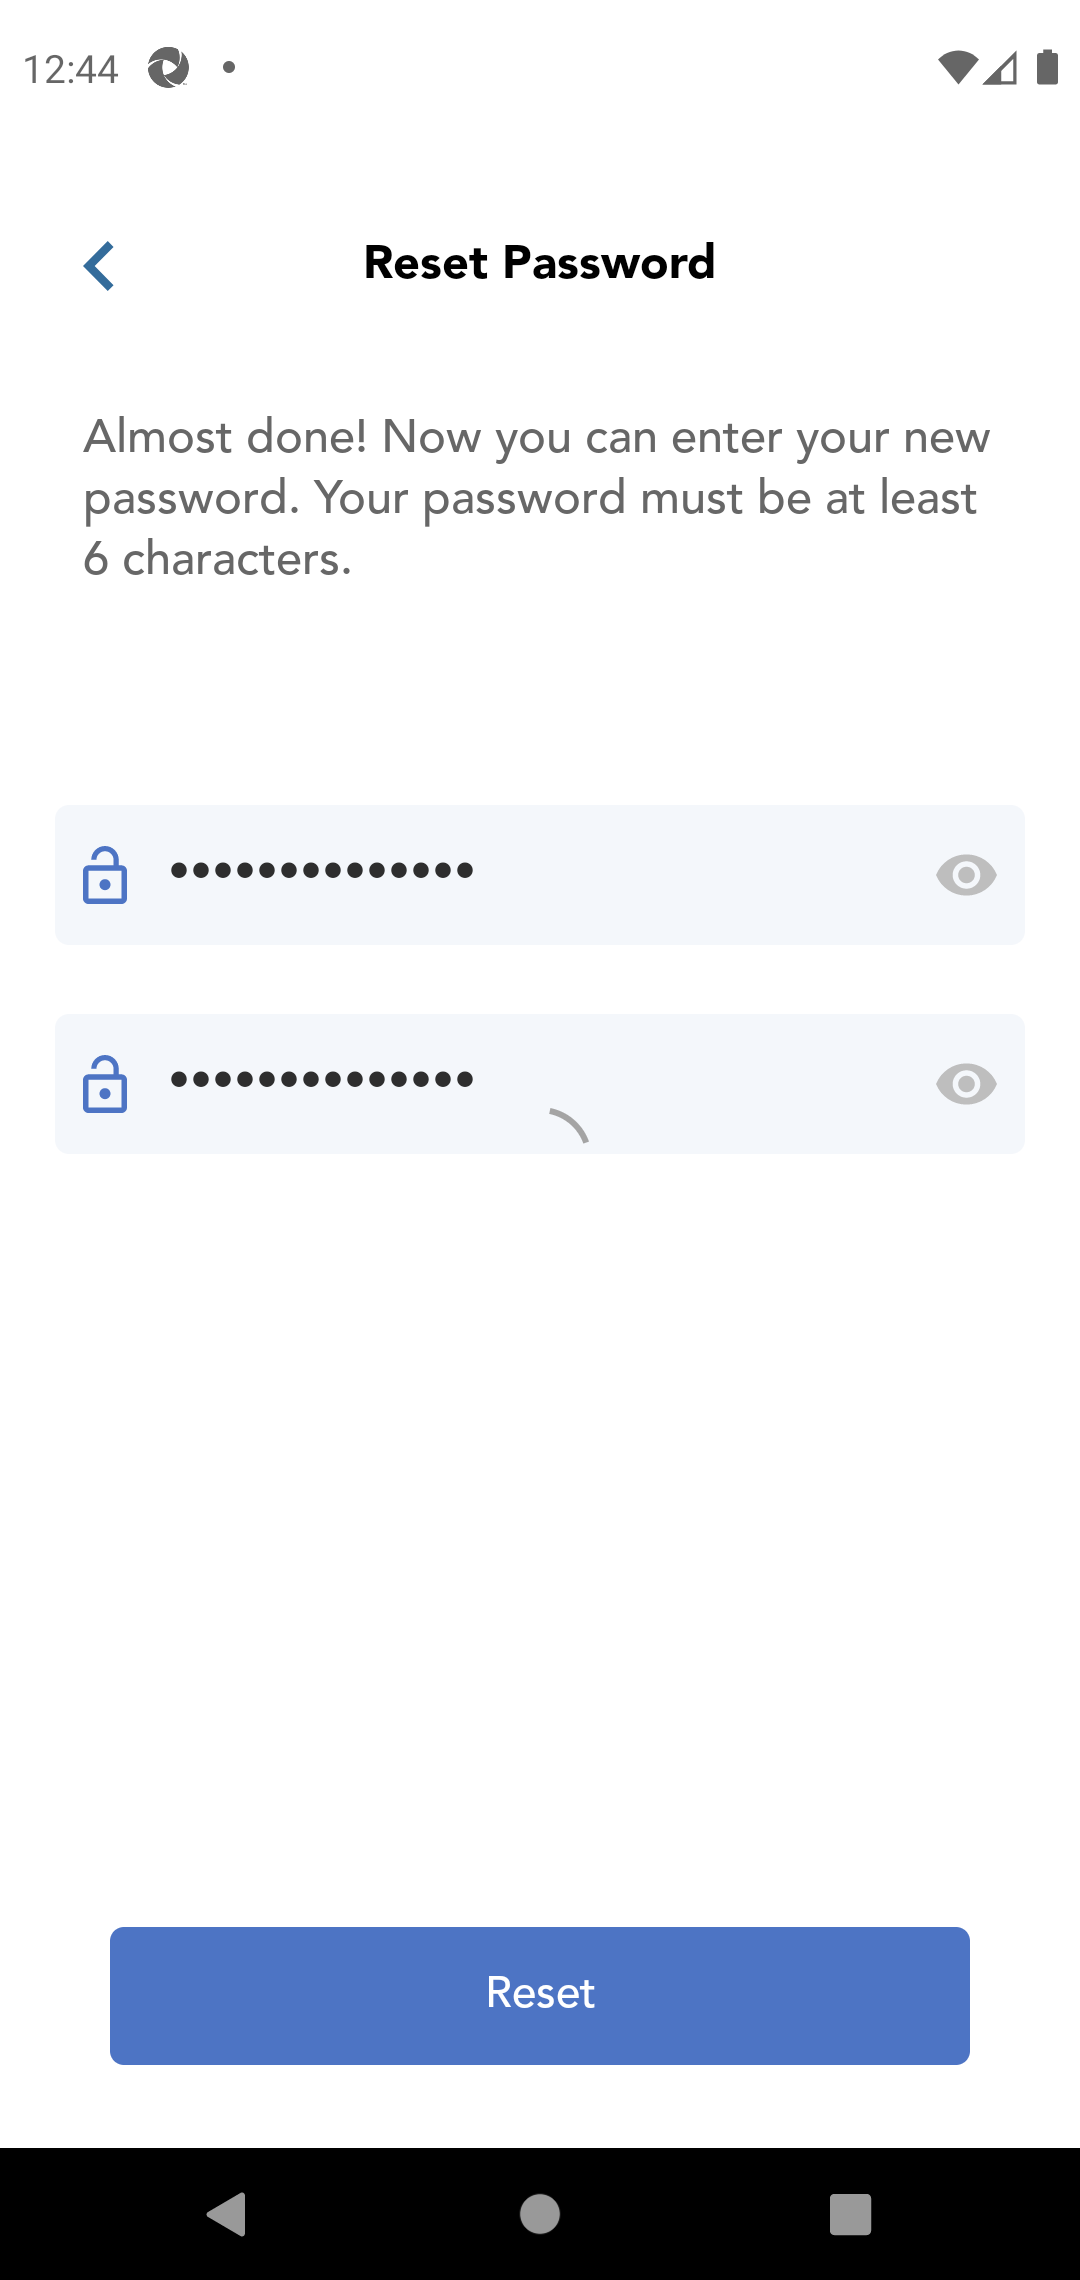 12:44
Reset Password
Almost done! Now you can enter your new
password. Your password must be at least
6 characters.
••••••••••••••
••••••••••••••
Reset